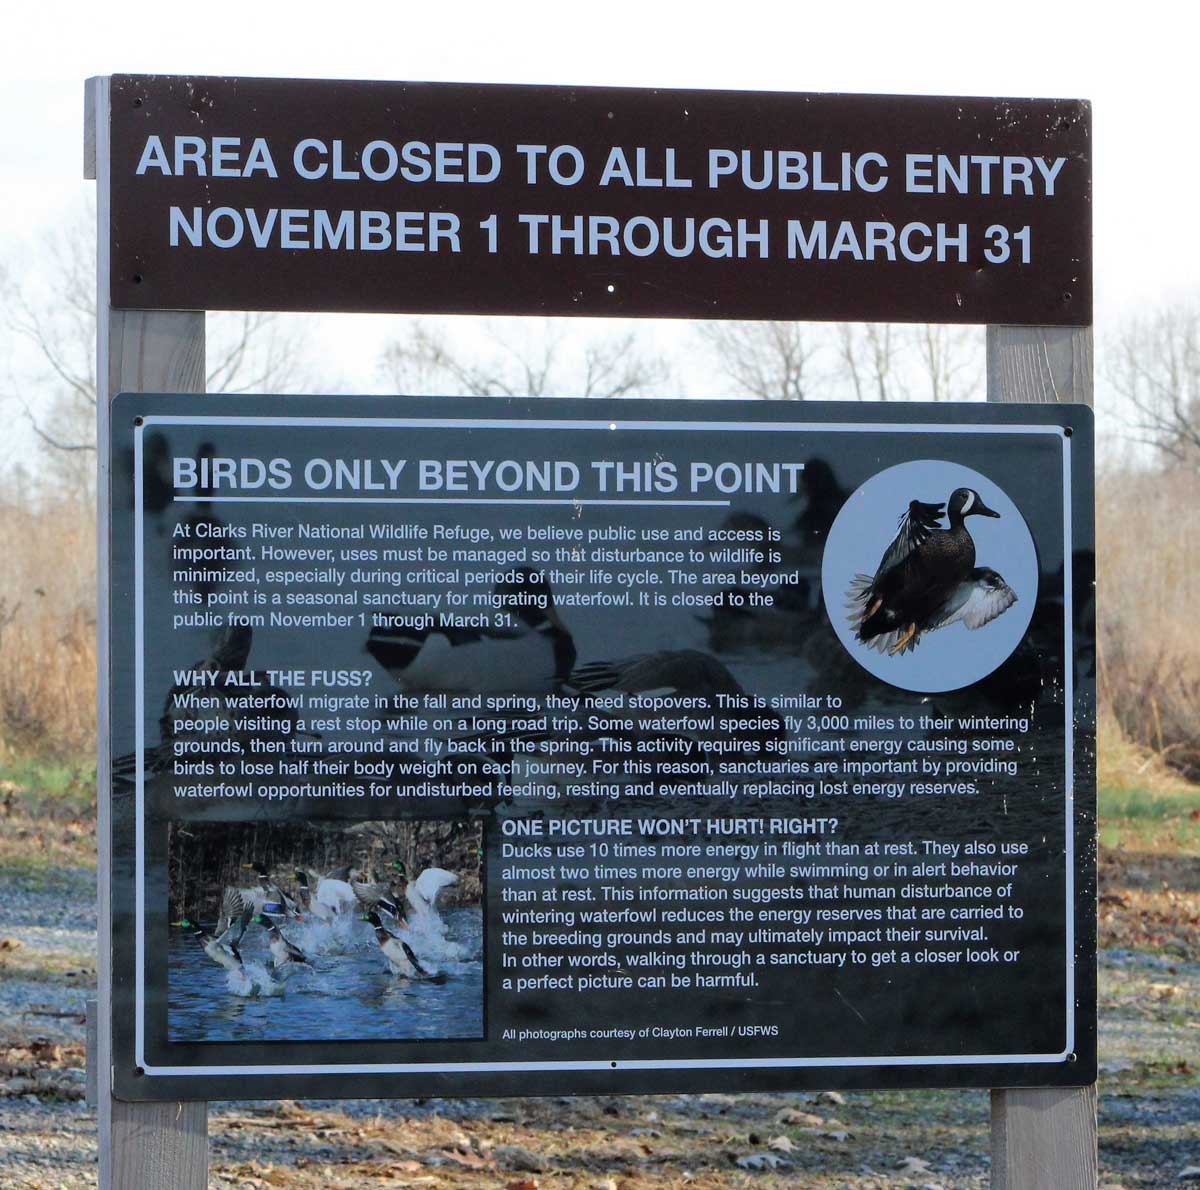 AREA CLOSED TO ALL PUBLIC ENTRY
NOVEMBER 1 THROUGH MARCH 31
BIRDS ONLY BEYOND THIS POINT
At Clarks River National Wildlife Refuge, we believe public use and access is
important. However, uses must be managed so that disturbance to wildlife is
minimized, especially during critical periods of their life cycle. The area beyond
this point is a seasonal sanctuary for migrating waterfowl. It is closed to the
public from November 1 through March 31.
WHY ALL THE FUSS?
When waterfowl migrate in the fall and spring, they need stopovers. This is similar to
people visiting a rest stop while on a long road trip. Some waterfowl species fly 3,000 miles to their wintering
grounds, then turn around and fly back in the spring. This activity requires significant energy causing some
birds to lose half their body weight on each journey. For this reason, sanctuaries are important by providing
waterfowl opportunities for undisturbed feeding, resting and eventually replacing lost energy reserves.
ONE PICTURE WON'T HURT! RIGHT?
Ducks use 10 times more energy in flight than at rest. They also use
almost two times more energy while swimming or in alert behavior
than at rest. This information suggests that human disturbance of
wintering waterfowl reduces the energy reserves that are carried to
the breeding grounds and may ultimately impact their survival.
In other words, walking through a sanctuary to get a closer look or
a perfect picture can be harmful.
All photographs courtesy of Clayton Ferrell / USFWS